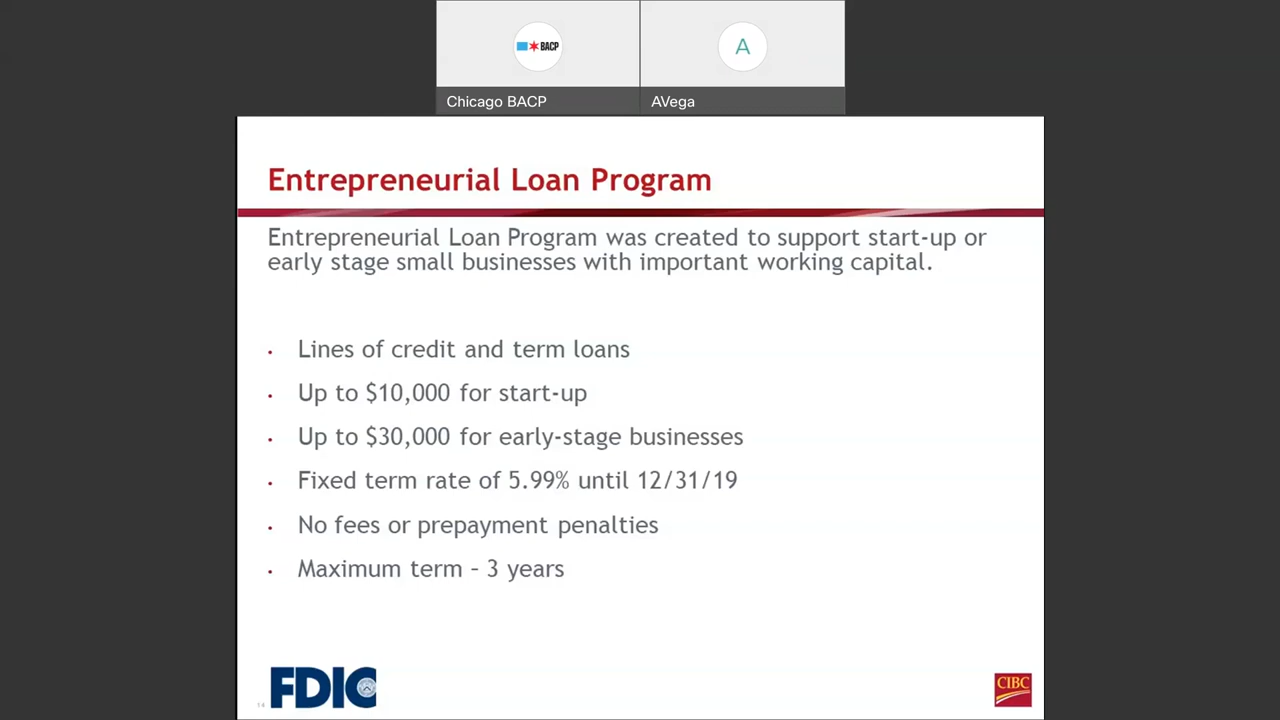 BACP
A
Chicago BACP
AVega
Entrepreneurial Loan Program
Entrepreneurial Loan Program was created to support start-up or
early stage small businesses with important working capital.
• Lines of credit and term loans
• Up to $10,000 for start-up
• Up to $30,000 for early-stage businesses
• Fixed term rate of 5.99% until 12/31/19
• No fees or prepayment penalties
• Maximum term – 3 years
14
FDIC
CIBC